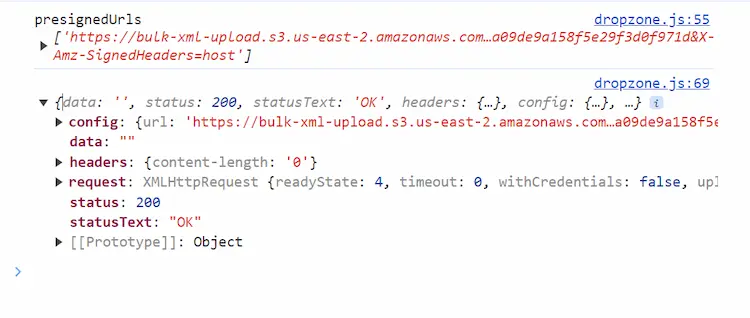 presignedUrls dropzone.js:55
['https://bulk-xml-upload.s3.us-east-2.amazonaws.com…a09de9a158f5e29f3d0f971d&X-
Amz-SignedHeaders=host']
dropzone.js:69
{data: '', status: 200, statusText: 'OK', headers: {…}, config: {…}, …} i
config: {url: 'https://bulk-xml-upload.s3.us-east-2.amazonaws.com…a09de9a158f5e
data: ""
headers: {content-length: '0'}
request: XMLHttpRequest {readyState: 4, timeout: 0, withCredentials: false, upl
status: 200
statusText: "OK"
[[Prototype]]: Object